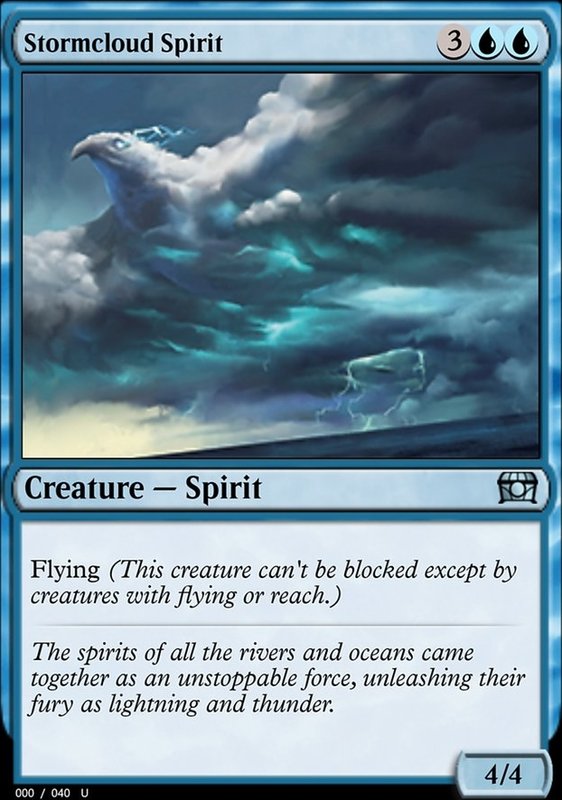 Stormcloud Spirit 3
Creature — Spirit
Flying (This creature can't be blocked except by
creatures with flying or reach.)
The spirits of all the rivers and oceans came
together as an unstoppable force, unleashing their
fury as lightning and thunder.
4/4
000 / 040 U